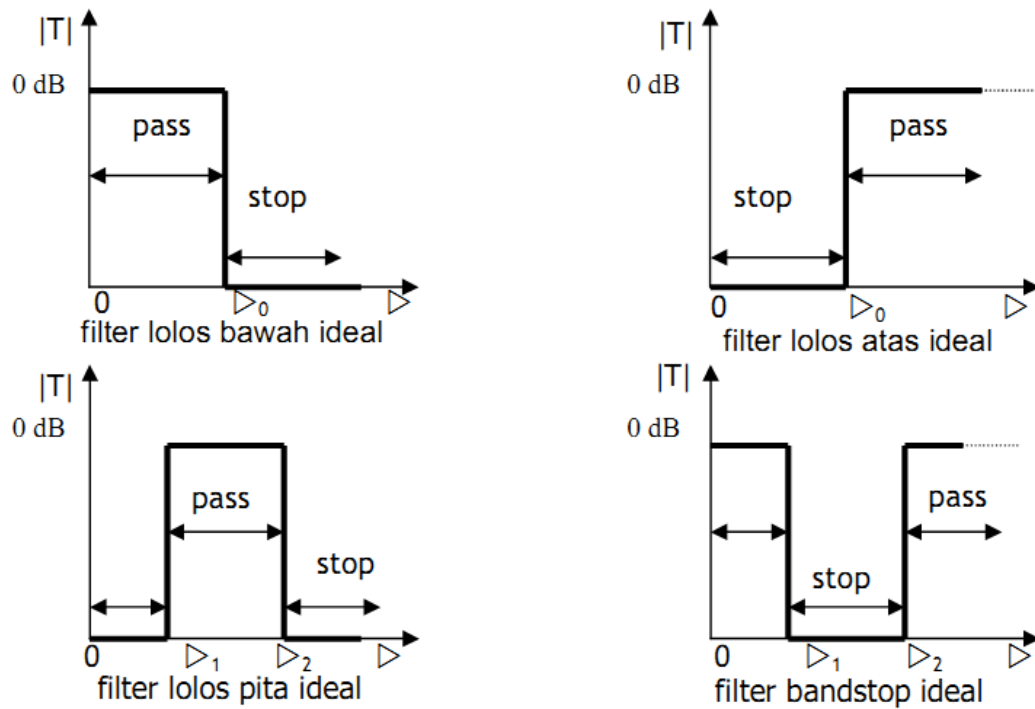 |T|
0 dB
pass
stop
0 ▷₀ ▷
filter lolos bawah ideal
|T|
0 dB
pass
stop
0 ▷₀ ▷
filter lolos atas ideal
|T|
0 dB
pass
stop
0 ▷₁ ▷₂ ▷
filter lolos pita ideal
|T|
0 dB
pass
stop
0 ▷₁ ▷₂ ▷
filter bandstop ideal